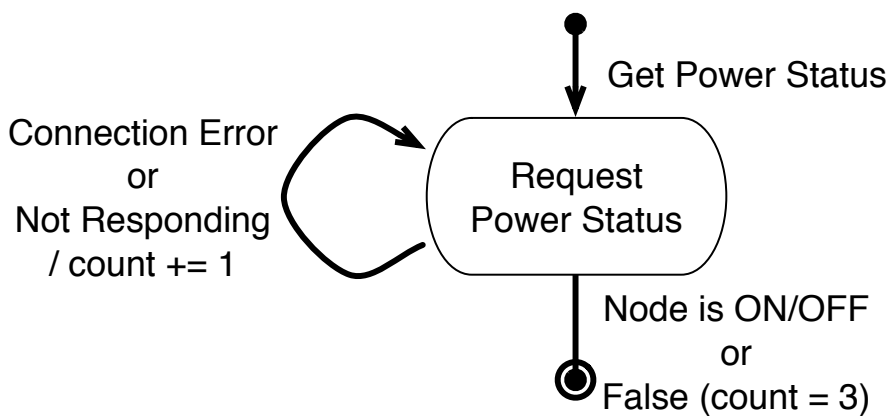 Get Power Status
Connection Error
or
Not Responding
/ count += 1
Request
Power Status
Node is ON/OFF
or
False (count = 3)